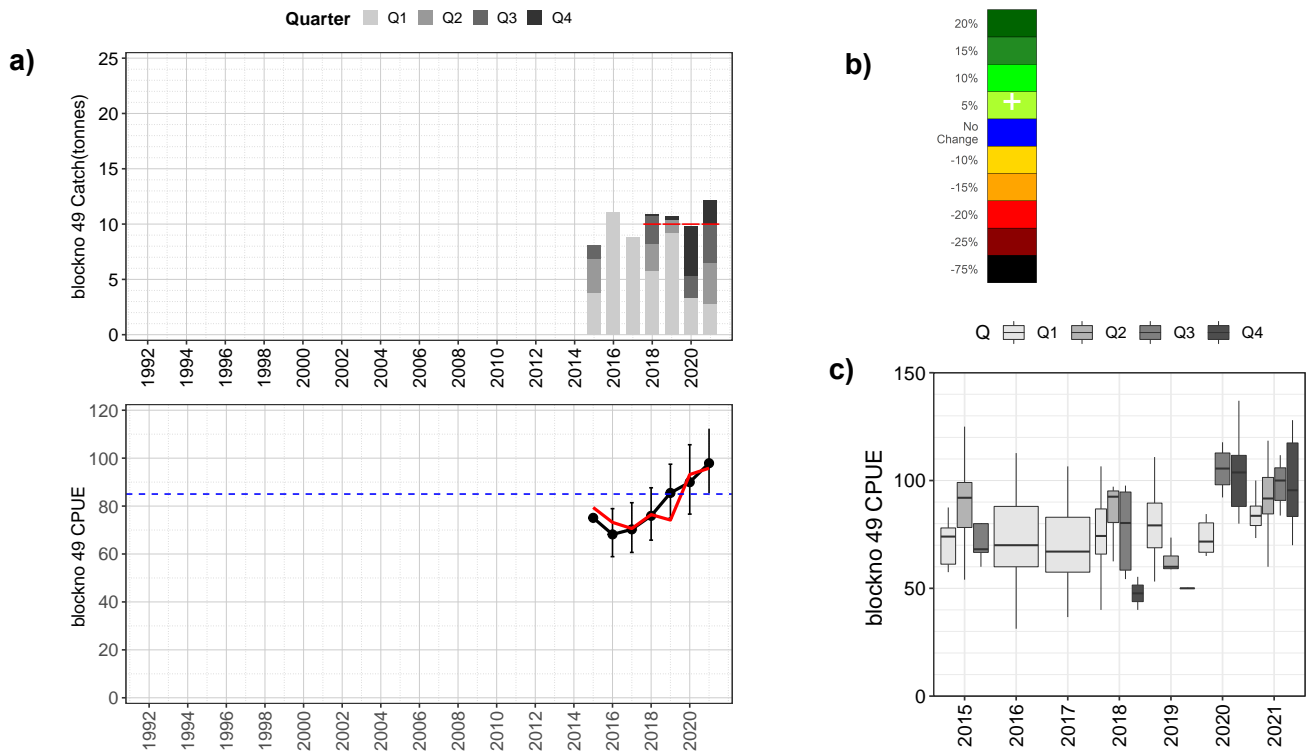 Quarter Q1 Q2 Q3 Q4
a)
blockno 49 Catch(tonnes)
25
20
15
10
5
0
1992 1994 1996 1998 2000 2002 2004 2006 2008 2010 2012 2014 2016 2018 2020
blockno 49 CPUE
120
100
80
60
40
20
0
1992 1994 1996 1998 2000 2002 2004 2006 2008 2010 2012 2014 2016 2018 2020
b)
20%
15%
10%
5%
No
Change
-10%
-15%
-20%
-25%
-75%
Q Q1 Q2 Q3 Q4
c)
blockno 49 CPUE
150
100
50
0
2015 2016 2017 2018 2019 2020 2021